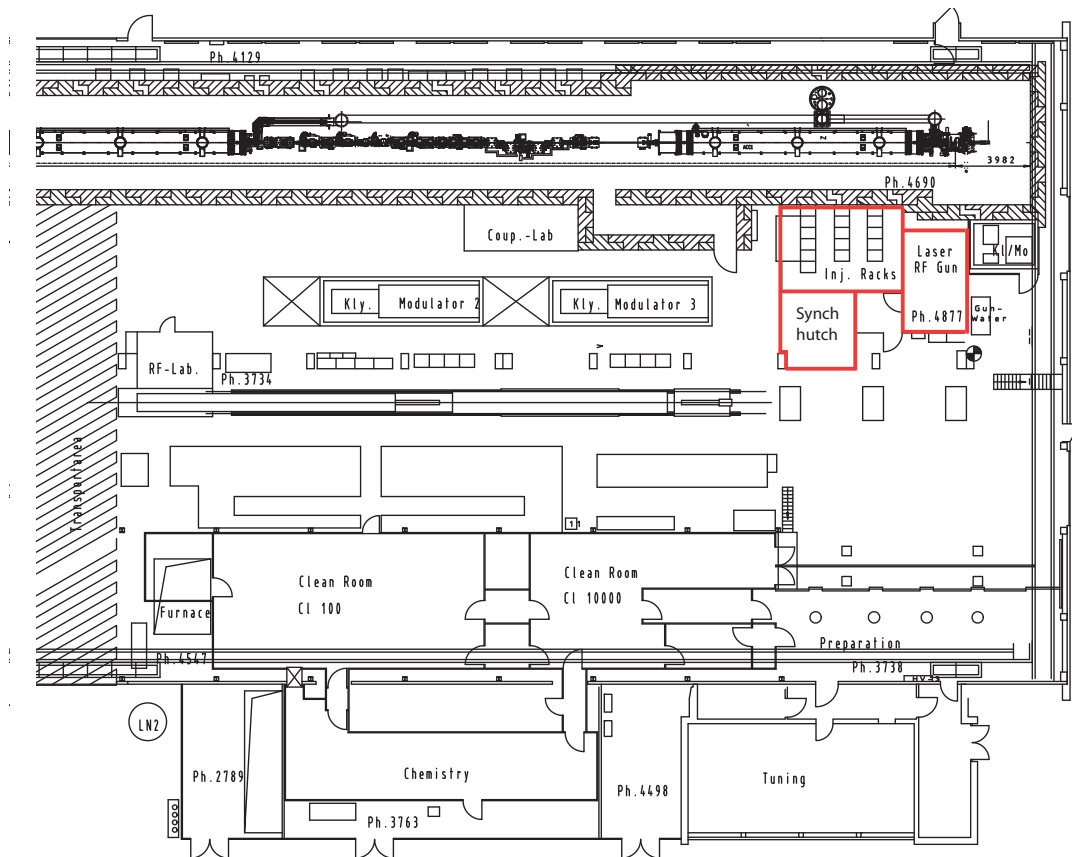 Ph.4129
3982
Ph.4690
Coup.-Lab
Laser
RF Gun
Kl/Mo
Inj. Racks
Kly.
Modulator 2
Kly.
Modulator 3
Synch
hutch
Ph.4877
Gun-
Water
RF-Lab.
Ph.3734
Transportarea
Clean Room
Cl 100
Clean Room
Cl 10000
Furnace
Preparation
Ph.4547
Ph.3738
LN2
Ph.2789
Chemistry
Ph.4498
Tuning
Ph.3763